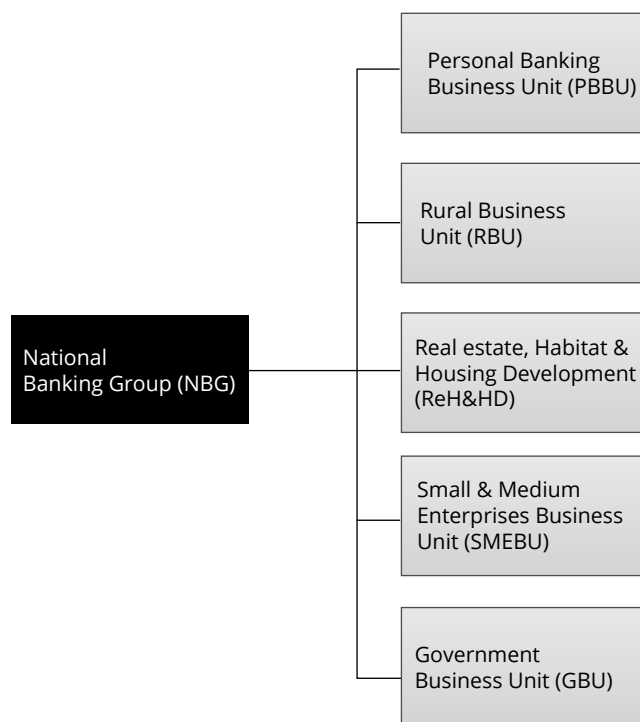 Personal Banking
Business Unit (PBBU)
Rural Business
Unit (RBU)
National
Banking Group (NBG)
Real estate, Habitat &
Housing Development
(ReH&HD)
Small & Medium
Enterprises Business
Unit (SMEBU)
Government
Business Unit (GBU)